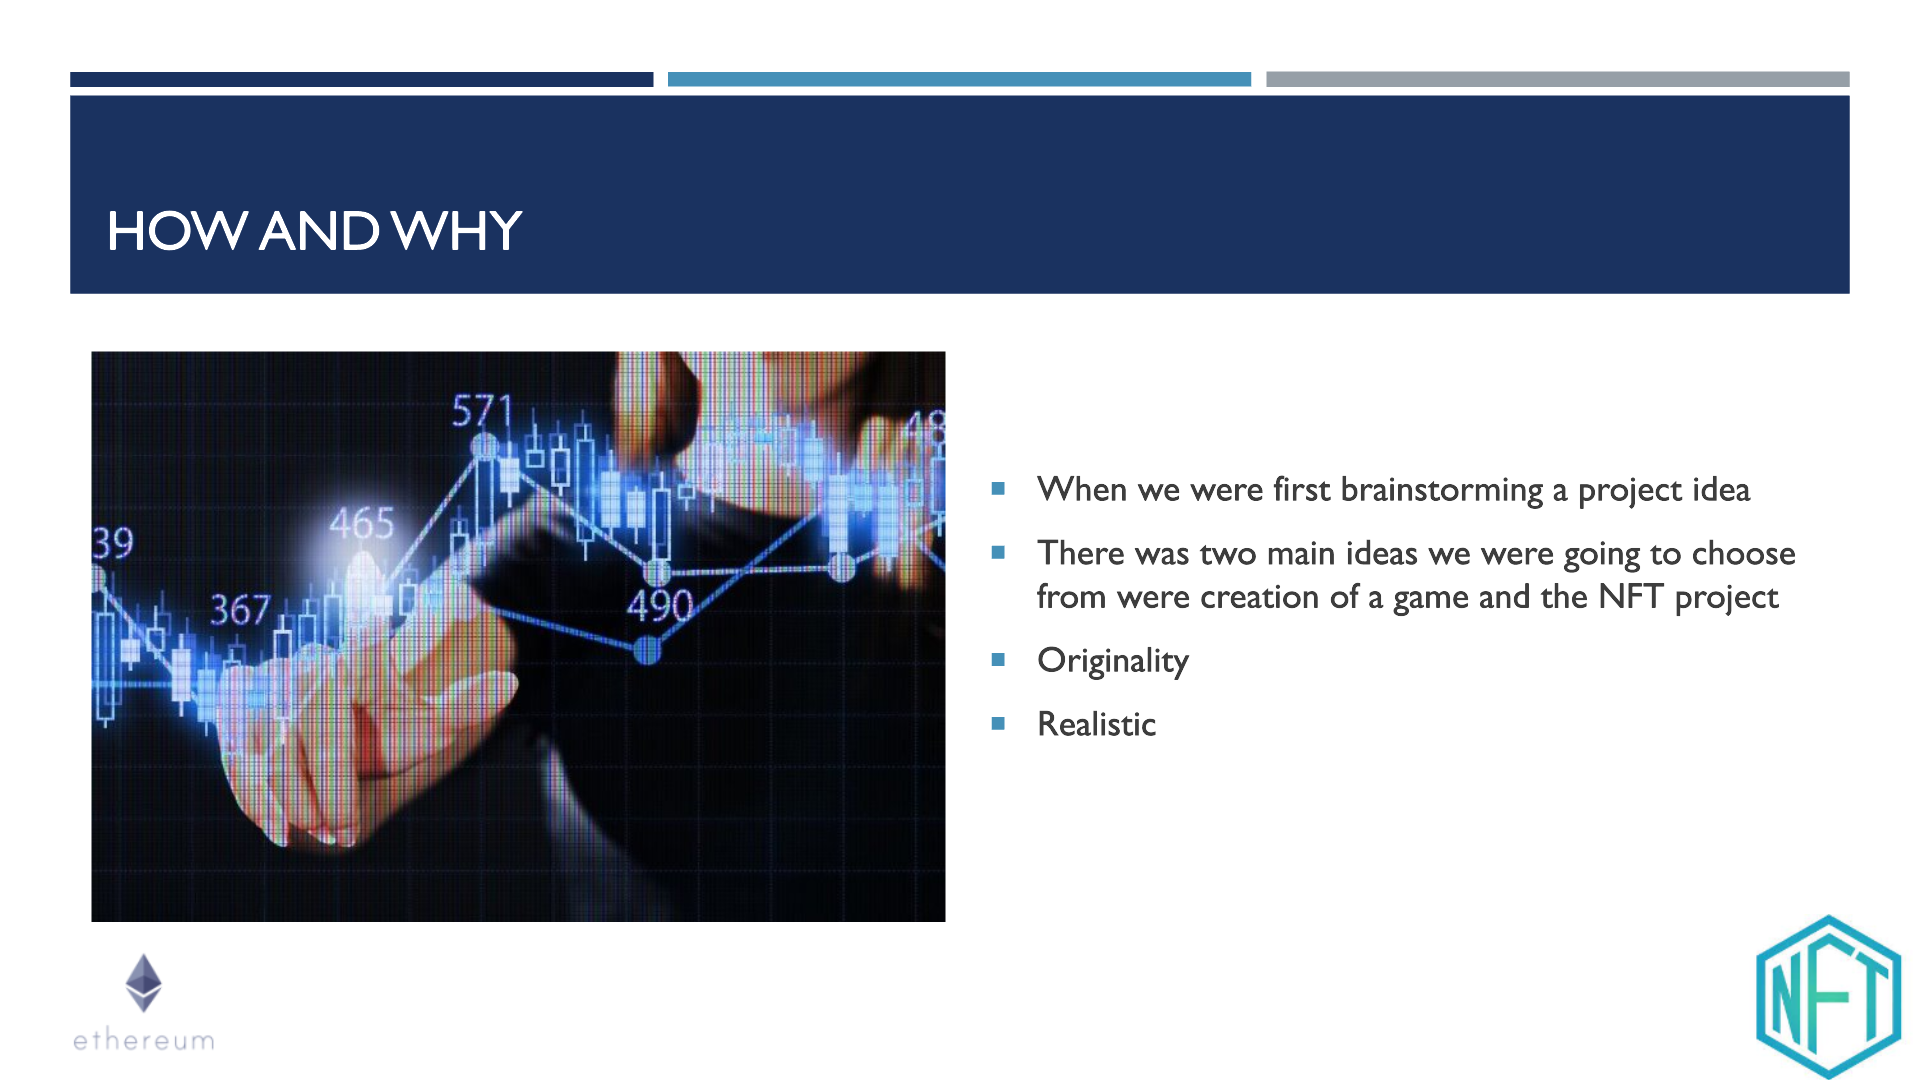 HOW AND WHY
571
48
465
39
367
490
When we were first brainstorming a project idea
There was two main ideas we were going to choose
from were creation of a game and the NFT project
Originality
Realistic
ethereum
NFT